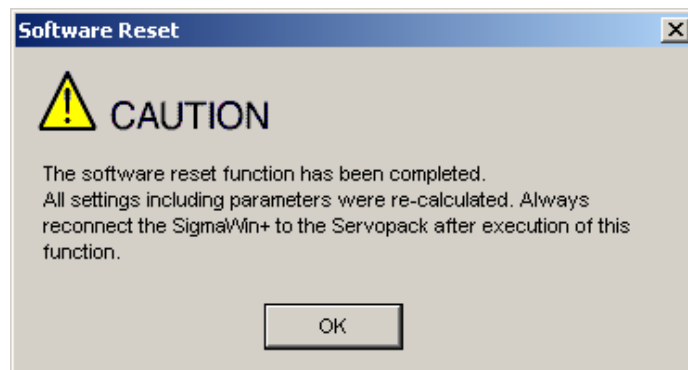 Software Reset
CAUTION
The software reset function has been completed.
All settings including parameters were re-calculated. Always
reconnect the SigmaWin+ to the Servopack after execution of this
function.
OK